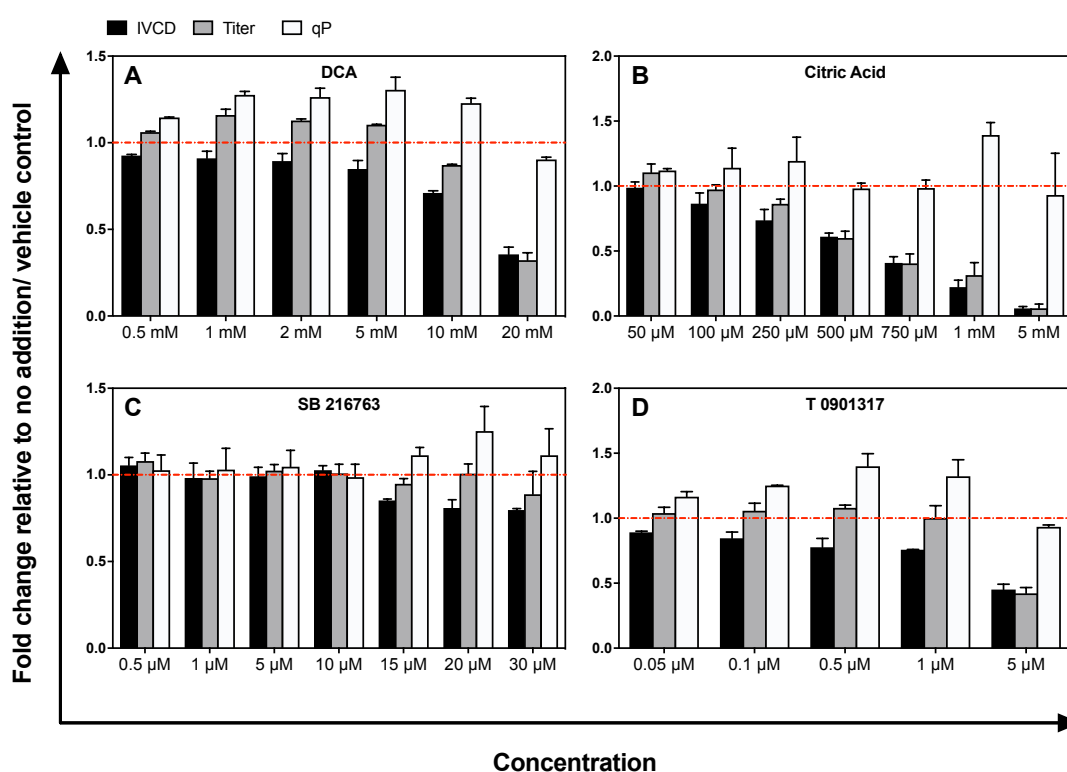 IVCD Titer qP
Fold change relative to no addition/ vehicle control
A DCA
1.5
1.0
0.5
0.0
0.5 mM 1 mM 2 mM 5 mM 10 mM 20 mM
B Citric Acid
2.0
1.5
1.0
0.5
0.0
50 µM 100 µM 250 µM 500 µM 750 µM 1 mM 5 mM
C SB 216763
1.5
1.0
0.5
0.0
0.5 µM 1 µM 5 µM 10 µM 15 µM 20 µM 30 µM
D T 0901317
2.0
1.5
1.0
0.5
0.0
0.05 µM 0.1 µM 0.5 µM 1 µM 5 µM
Concentration